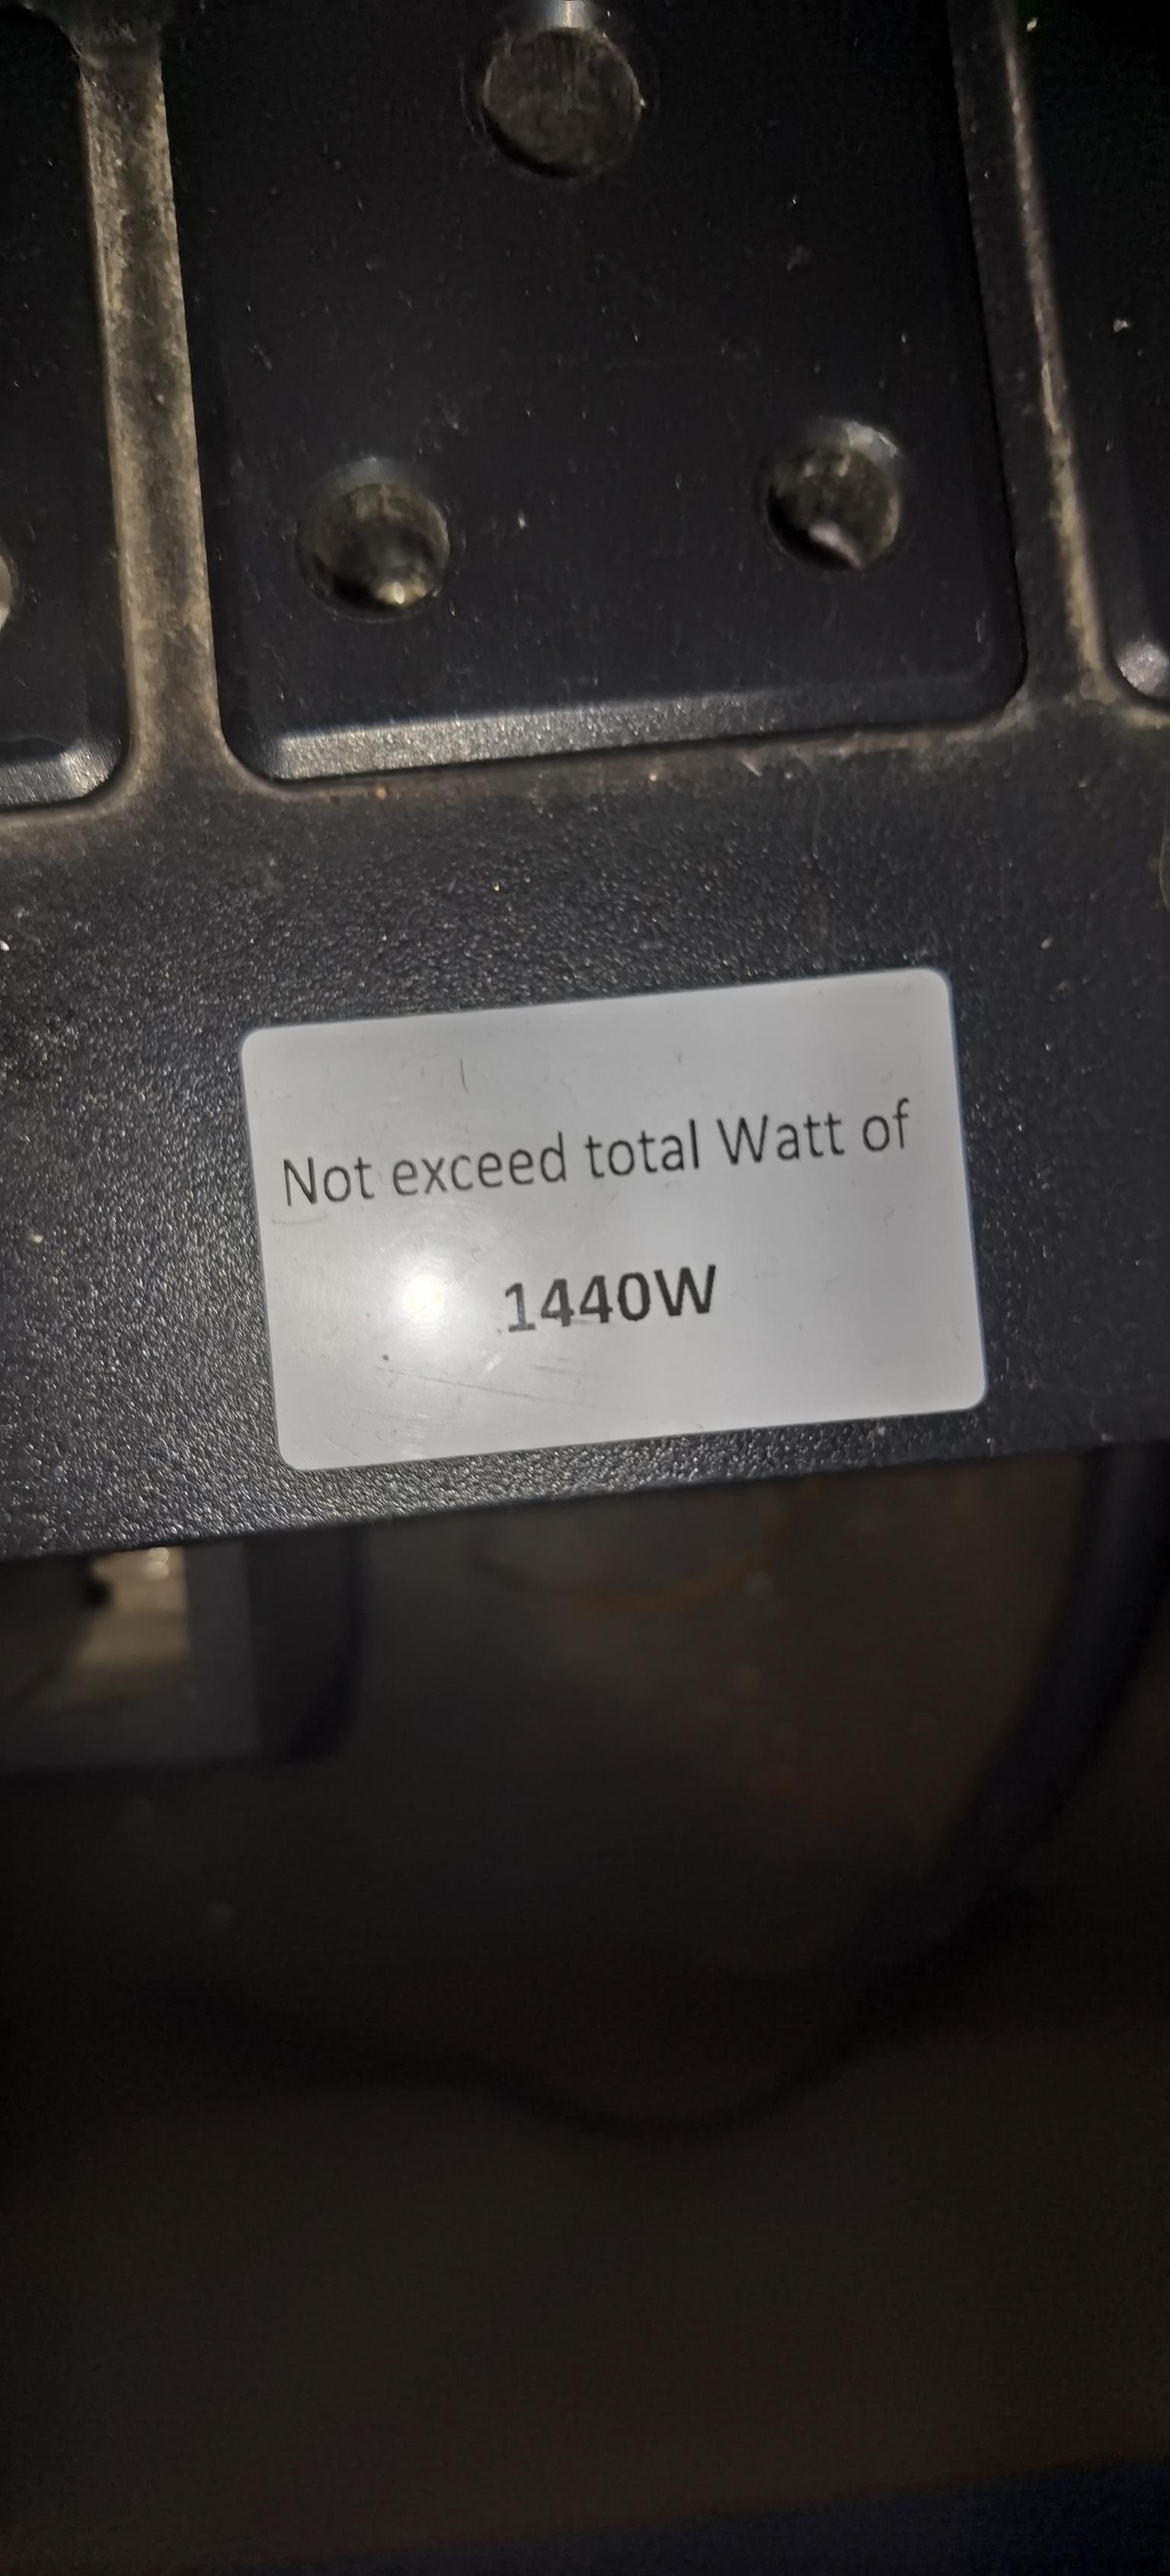 Not exceed total Watt of
1440W